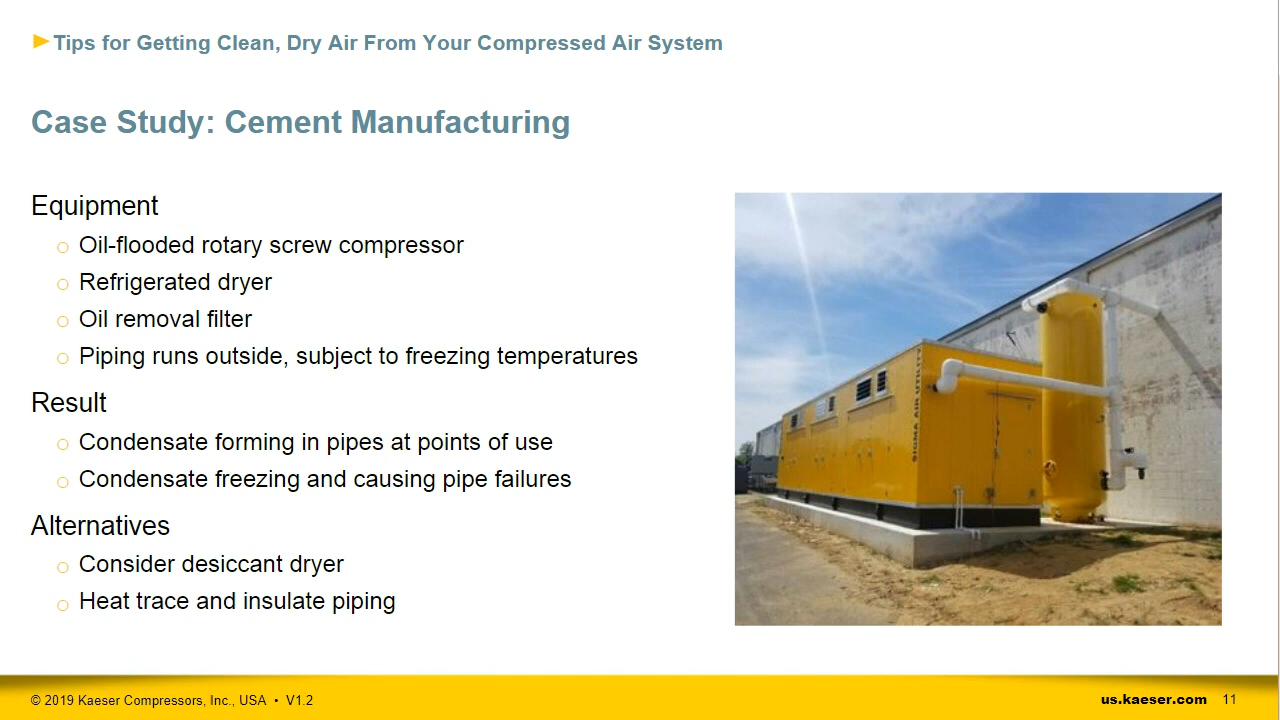 Tips for Getting Clean, Dry Air From Your Compressed Air System
Case Study: Cement Manufacturing
Equipment
Oil-flooded rotary screw compressor
Refrigerated dryer
Oil removal filter
Piping runs outside, subject to freezing temperatures
Result
Condensate forming in pipes at points of use
Condensate freezing and causing pipe failures
Alternatives
Consider desiccant dryer
Heat trace and insulate piping
SIGMA AIR UTILITY
© 2019 Kaeser Compressors, Inc., USA • V1.2
us.kaeser.com 11